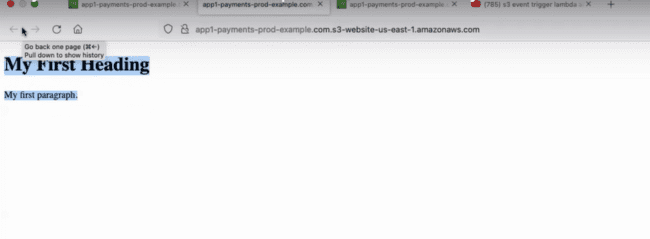 app1-payments-prod-example.
app1-payments-prod-example.com
app1-payments-prod-example.
(785) s3 event trigger lambda
app1-payments-prod-example.com.s3-website-us-east-1.amazonaws.com
Go back one page (⌘←)
Pull down to show history
My First Heading
My first paragraph.